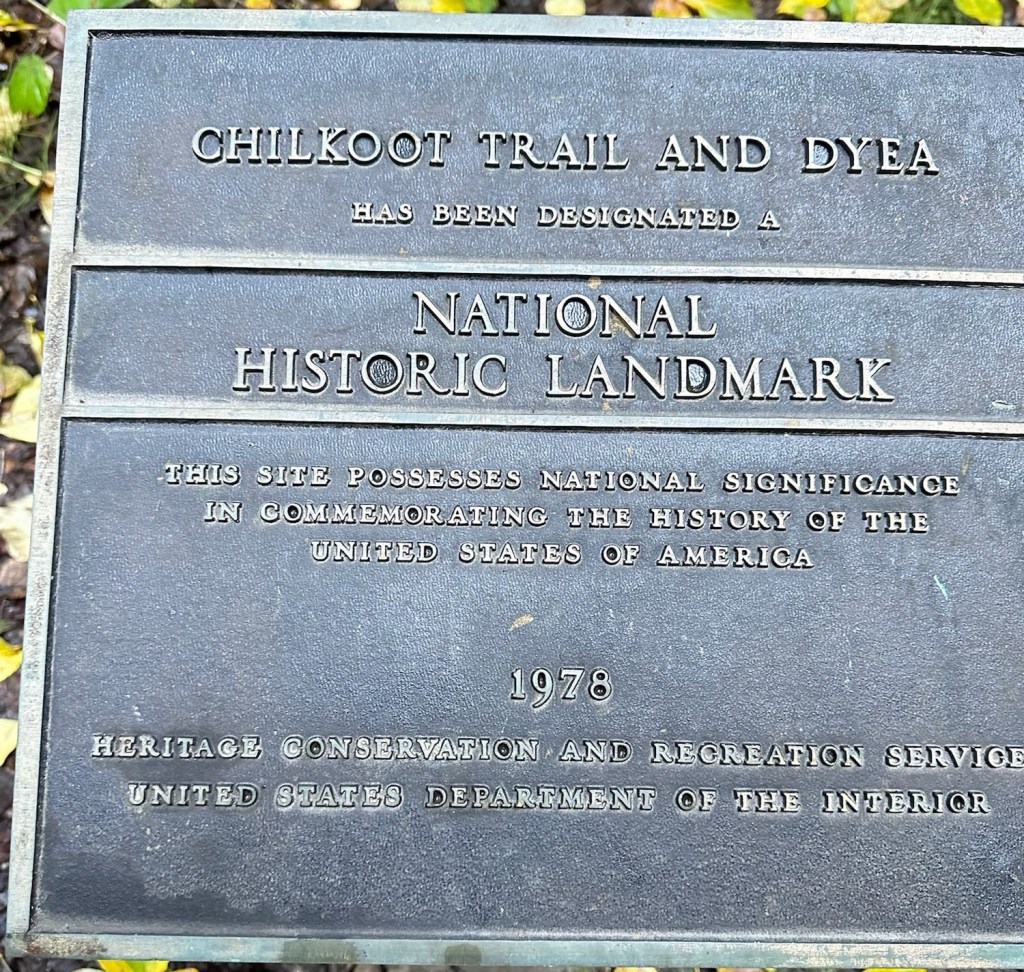 CHILKOOT TRAIL AND DYEA
HAS BEEN DESIGNATED A
NATIONAL
HISTORIC LANDMARK
THIS SITE POSSESSES NATIONAL SIGNIFICANCE
IN COMMEMORATING THE HISTORY OF THE
UNITED STATES OF AMERICA
1978
HERITAGE CONSERVATION AND RECREATION SERVICE
UNITED STATES DEPARTMENT OF THE INTERIOR